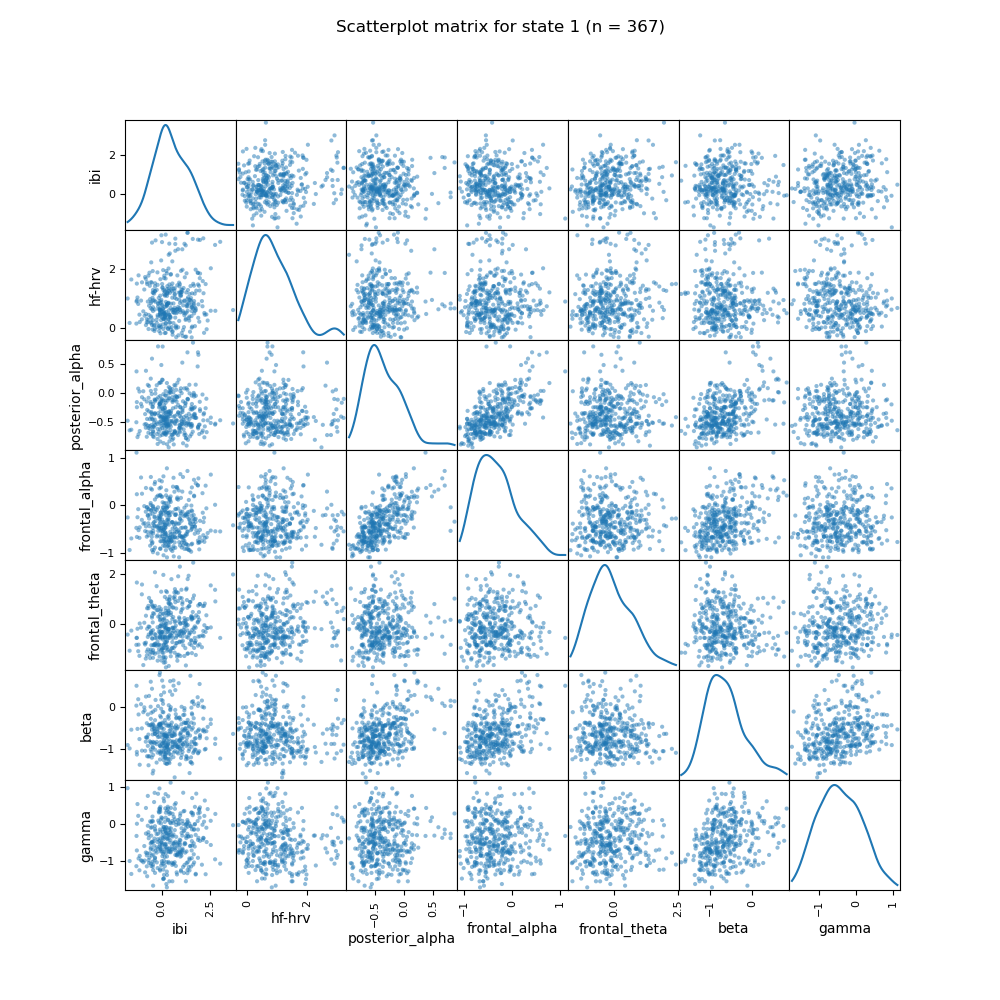 Scatterplot matrix for state 1 (n = 367)
ibi
2
0
hf-hrv
2
0
posterior_alpha
0.5
0.0
−0.5
frontal_alpha
1
0
−1
frontal_theta
2
0
beta
0
−1
gamma
1
0
−1
0.0 2.5 0 2 −0.5 0.0 0.5 −1 0 1 0.0 2.5 −1 0 −1 0 1
ibi hf-hrv posterior_alpha frontal_alpha frontal_theta beta gamma